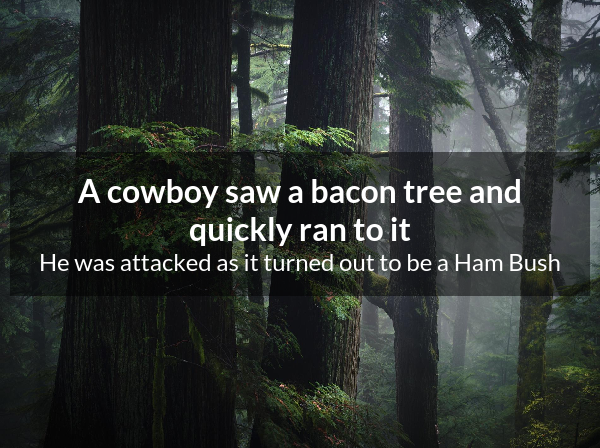 A cowboy saw a bacon tree and
quickly ran to it
He was attacked as it turned out to be a Ham Bush